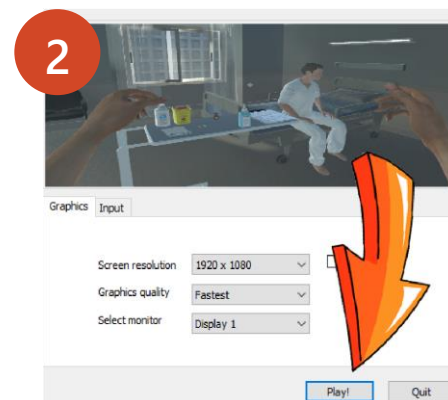 2
Graphics Input
Screen resolution 1920 x 1080
Graphics quality Fastest
Select monitor Display 1
Play! Quit